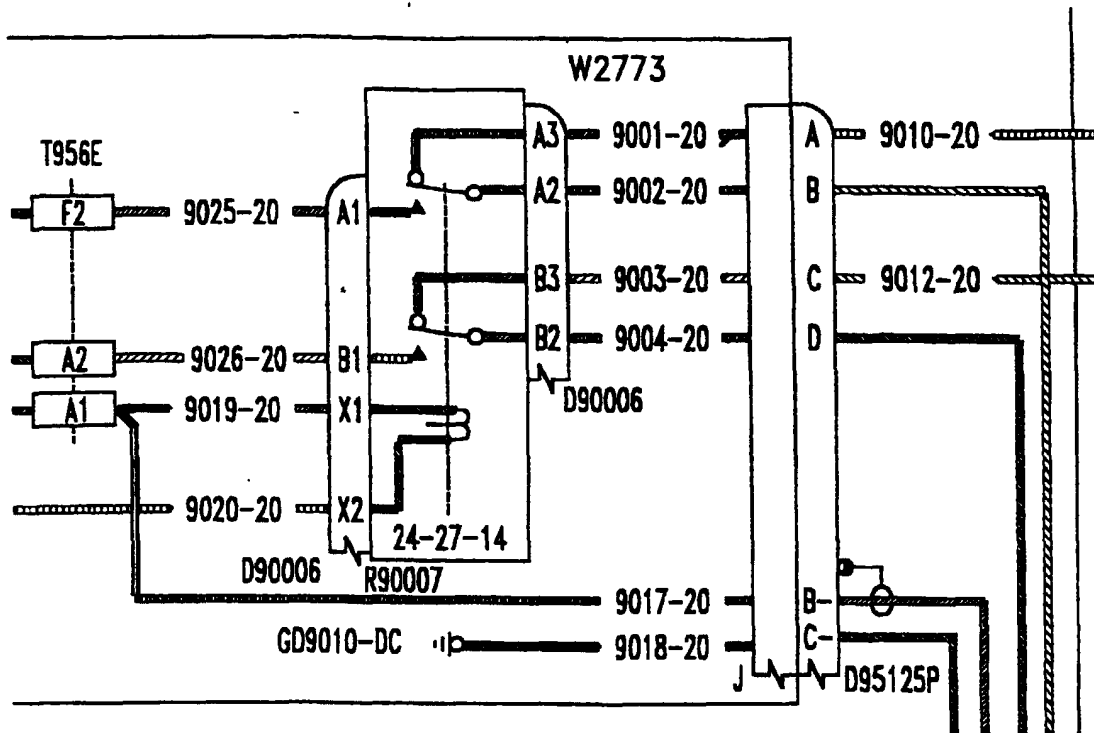 W2773
T956E
A3 9001-20 A 9010-20
F2 9025-20 A1 A2 9002-20 B
B3 9003-20 C 9012-20
A2 9026-20 B1 B2 9004-20 D
A1 9019-20 X1 D90006
9020-20 X2
24-27-14
D90006 R90007
9017-20 B-
GD9010-DC 9018-20 C-
J D95125P